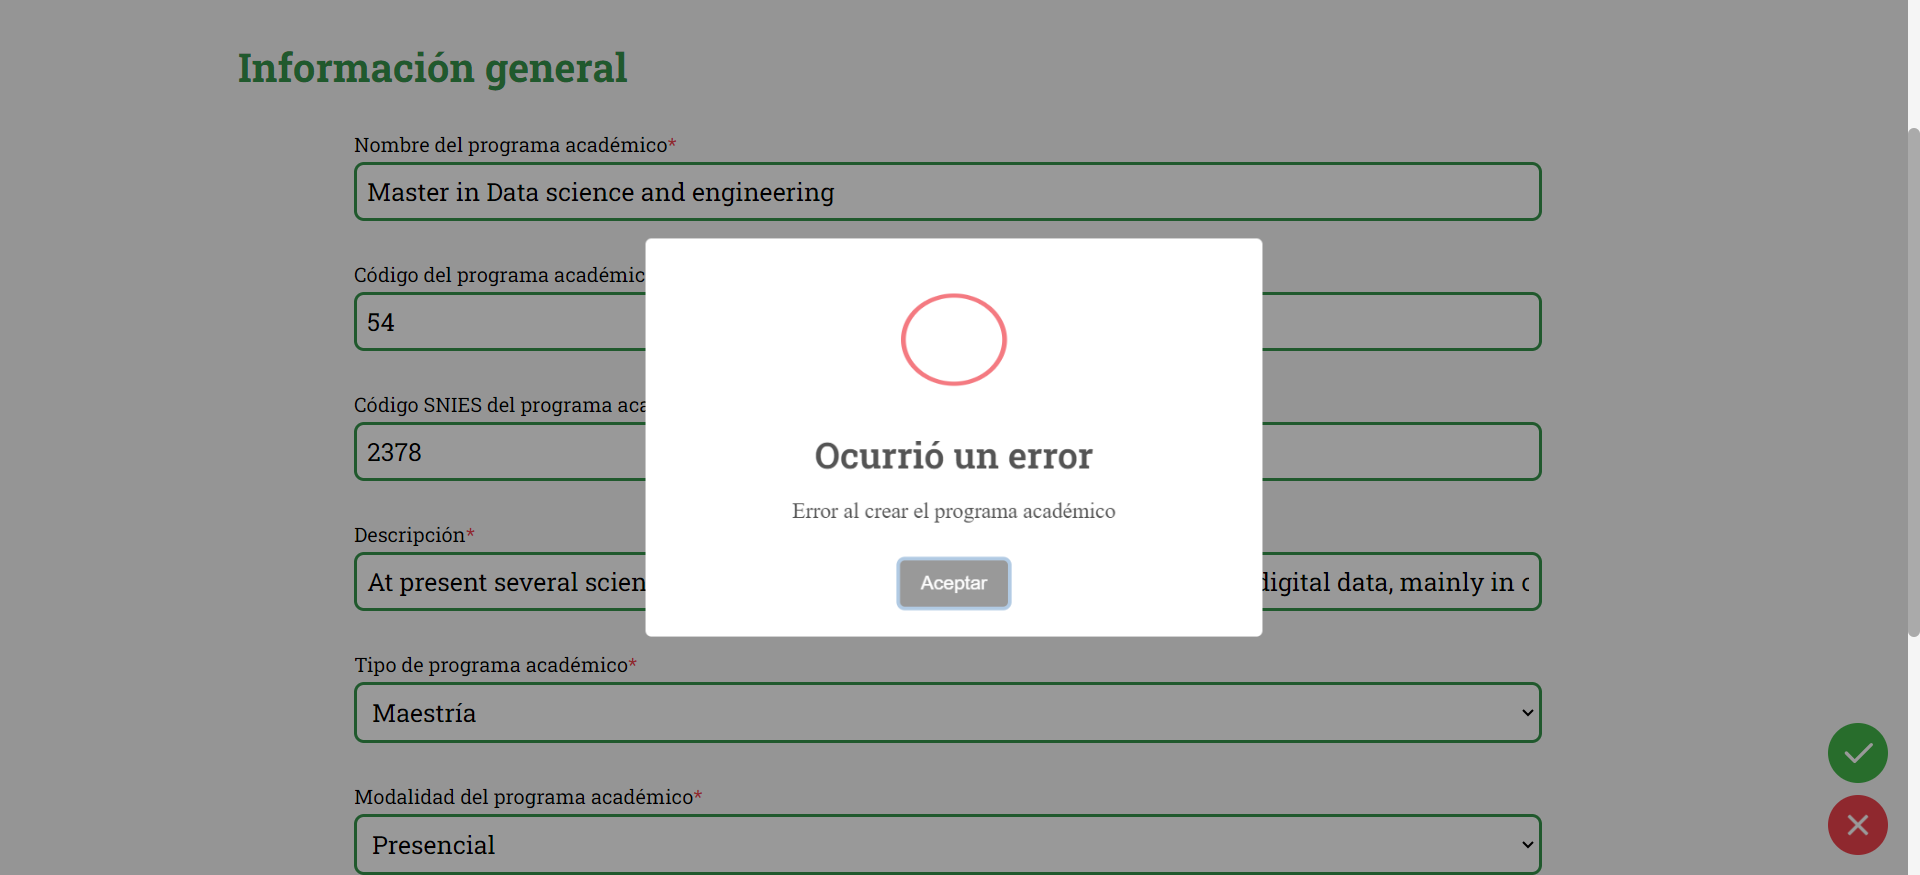 Información general
Nombre del programa académico*
Master in Data science and engineering
Código del programa académic
54
Código SNIES del programa aca
2378
Ocurrió un error
Error al crear el programa académico
Aceptar
Descripción*
At present several scien digital data, mainly in c
Tipo de programa académico*
Maestría
Modalidad del programa académico*
Presencial